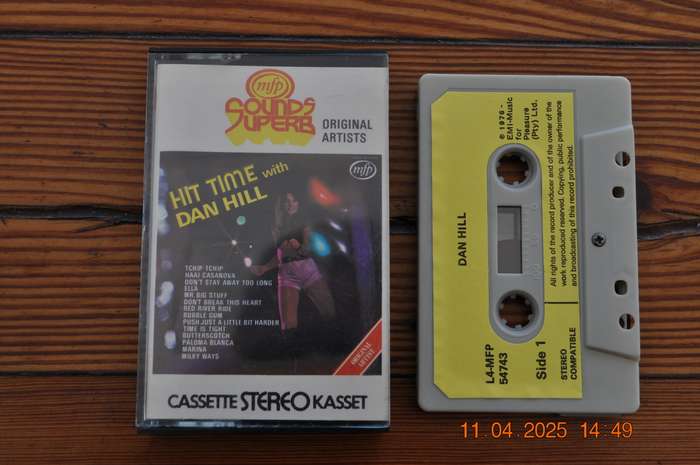 mfp
SOUNDS
SUPERB
ORIGINAL
ARTISTS
HIT TIME with
DAN HILL
mfp
TCHIP TCHIP
HAAI CASANOVA
DON'T STAY AWAY TOO LONG
ELLA
MR BIG STUFF
DON'T BREAK THIS HEART
RED RIVER RIDE
BUBBLE GUM
PUSH JUST A LITTLE BIT HARDER
TIME IS TIGHT
BUTTERSCOTCH
PALOMA BLANCA
MARINA
MILKY WAYS
ORIGINAL
ARTIST
CASSETTE STEREO KASSET
DAN HILL
L4-MFP
54743
Side 1
STEREO
COMPATIBLE
© 1976 -
EMI-Music
for
Pleasure
(Pty) Ltd.
All rights of the record producer and of the owner of the
work reproduced reserved. Copying, public performance
and broadcasting of this record prohibited.
11.04.2025 14:49